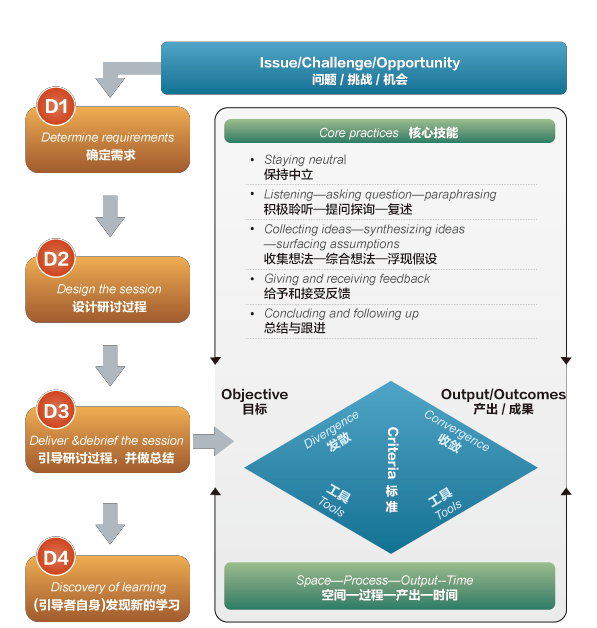 Issue/Challenge/Opportunity
问题 / 挑战 / 机会
D1
Determine requirements
确定需求
D2
Design the session
设计研讨过程
D3
Deliver &debrief the session
引导研讨过程，并做总结
D4
Discovery of learning
(引导者自身)发现新的学习
Core practices 核心技能
• Staying neutral
保持中立
• Listening—asking question—paraphrasing
积极聆听—提问探询—复述
• Collecting ideas—synthesizing ideas
—surfacing assumptions
收集想法—综合想法—浮现假设
• Giving and receiving feedback
给予和接受反馈
• Concluding and following up
总结与跟进
Objective
目标
Output/Outcomes
产出 / 成果
Divergence
发散
Criteria 标准
Convergence
收敛
工具
Tools
工具
Tools
Space—Process—Output--Time
空间—过程—产出—时间